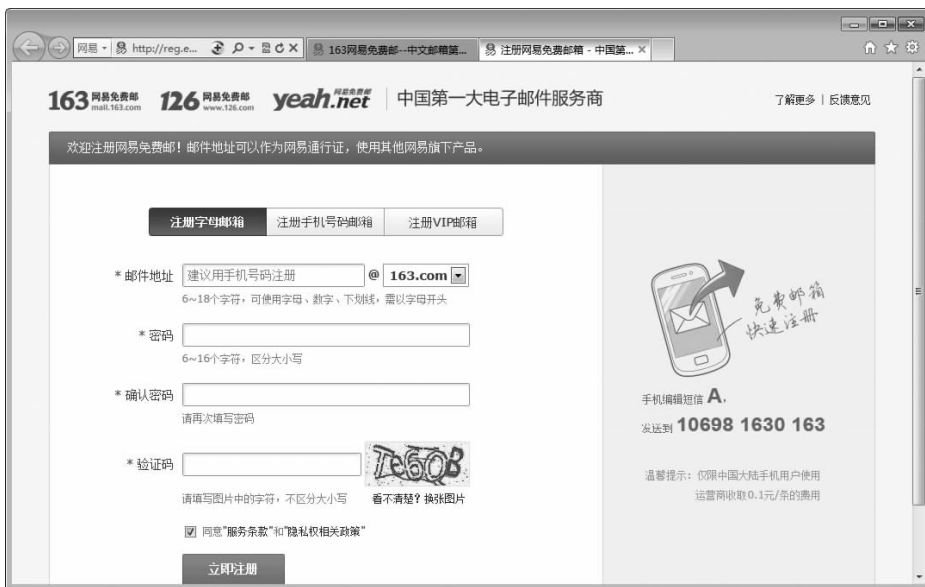 网易 http://reg.e... 163网易免费邮--中文邮箱第... 注册网易免费邮箱 - 中国第...
163 网易免费邮 mail.163.com 126 网易免费邮 www.126.com yeah.net 网易免费邮 中国第一大电子邮件服务商 了解更多 | 反馈意见
欢迎注册网易免费邮！邮件地址可以作为网易通行证，使用其他网易旗下产品。
注册字母邮箱 注册手机号码邮箱 注册VIP邮箱
* 邮件地址 建议用手机号码注册 @ 163.com
6~18个字符，可使用字母、数字、下划线，需以字母开头
* 密码
6~16个字符，区分大小写
* 确认密码
请再次填写密码
* 验证码
请填写图片中的字符，不区分大小写 看不清楚？换张图片
同意"服务条款"和"隐私权相关政策"
立即注册
免费邮箱
快速注册
手机编辑短信 A，
发送到 10698 1630 163
温馨提示：仅限中国大陆手机用户使用
运营商收取0.1元/条的费用